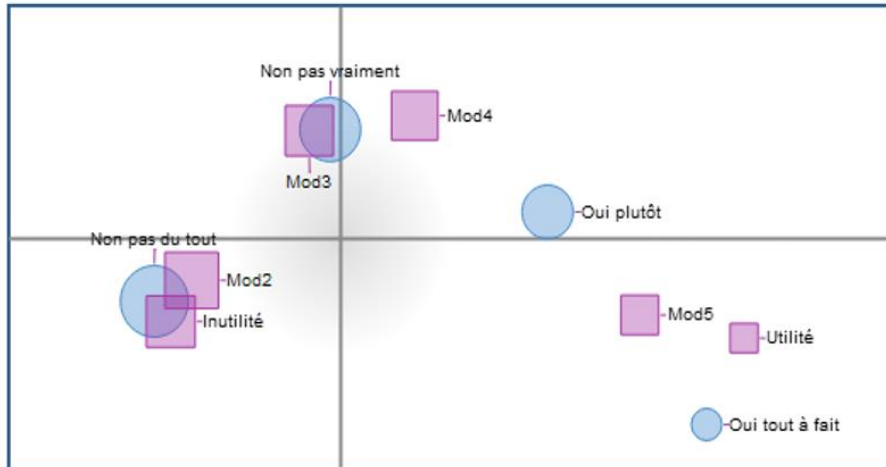 Non pas vraiment
Mod4
Mod3
Oui plutôt
Non pas du tout
Mod2
Inutilité
Mod5
Utilité
Oui tout à fait